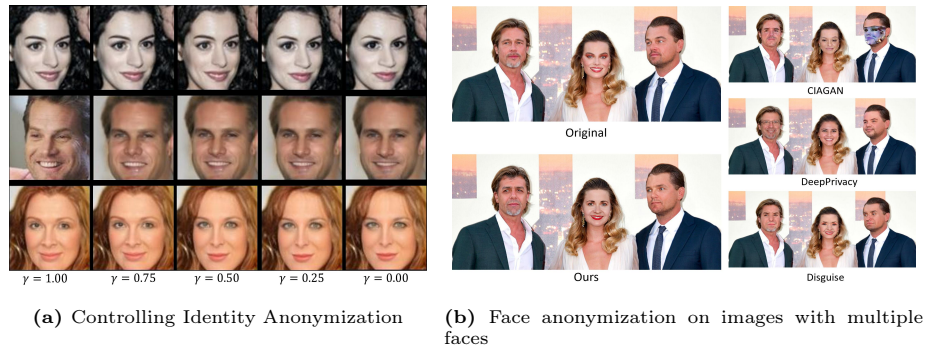 γ = 1.00
γ = 0.75
γ = 0.50
γ = 0.25
γ = 0.00
(a) Controlling Identity Anonymization
Original
Ours
CIAGAN
DeepPrivacy
Disguise
(b) Face anonymization on images with multiple
faces